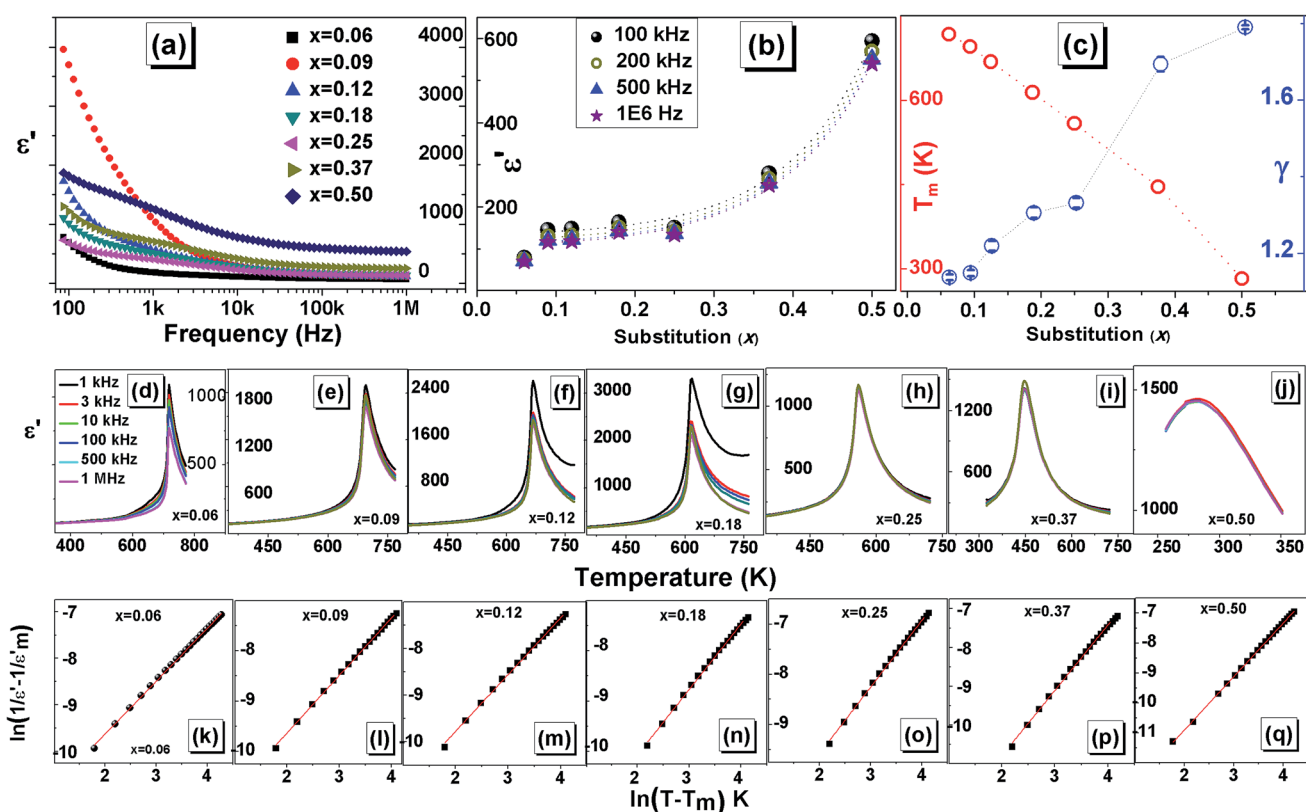 (a)
x=0.06
x=0.09
x=0.12
x=0.18
x=0.25
x=0.37
x=0.50
4000
3000
2000
1000
0
ε'
100 1k 10k 100k 1M
Frequency (Hz)
(b)
100 kHz
200 kHz
500 kHz
1E6 Hz
600
400
200
ε'
0.0 0.1 0.2 0.3 0.4 0.5
Substitution (x)
(c)
600
300
Tm (K)
1.6
1.2
γ
0.0 0.1 0.2 0.3 0.4 0.5 0.6
Substitution (x)
ε'
1 kHz
3 kHz
10 kHz
100 kHz
500 kHz
1 MHz
(d)
1000
500
x=0.06
400 600 800
(e)
1800
1200
600
x=0.09
450 600 750
(f)
2400
1600
800
x=0.12
450 600 750
(g)
3000
2000
1000
x=0.18
450 600 750
(h)
1000
500
x=0.25
450 600 750
(i)
1200
600
x=0.37
300 450 600 750
(j)
1500
1000
x=0.50
250 300 350
Temperature (K)
ln(1/ε'-1/ε'm)
-7
-8
-9
-10
x=0.06
x=0.06
(k)
2 3 4
-8
-9
-10
x=0.09
(l)
2 3 4
-8
-9
-10
x=0.12
(m)
2 3 4
-7
-8
-9
-10
x=0.18
(n)
2 3 4
-7
-8
-9
x=0.25
(o)
2 3 4
-7
-8
-9
-10
x=0.37
(p)
2 3 4
-7
-8
-9
-10
-11
x=0.50
(q)
2 3 4
ln(T-Tm) K